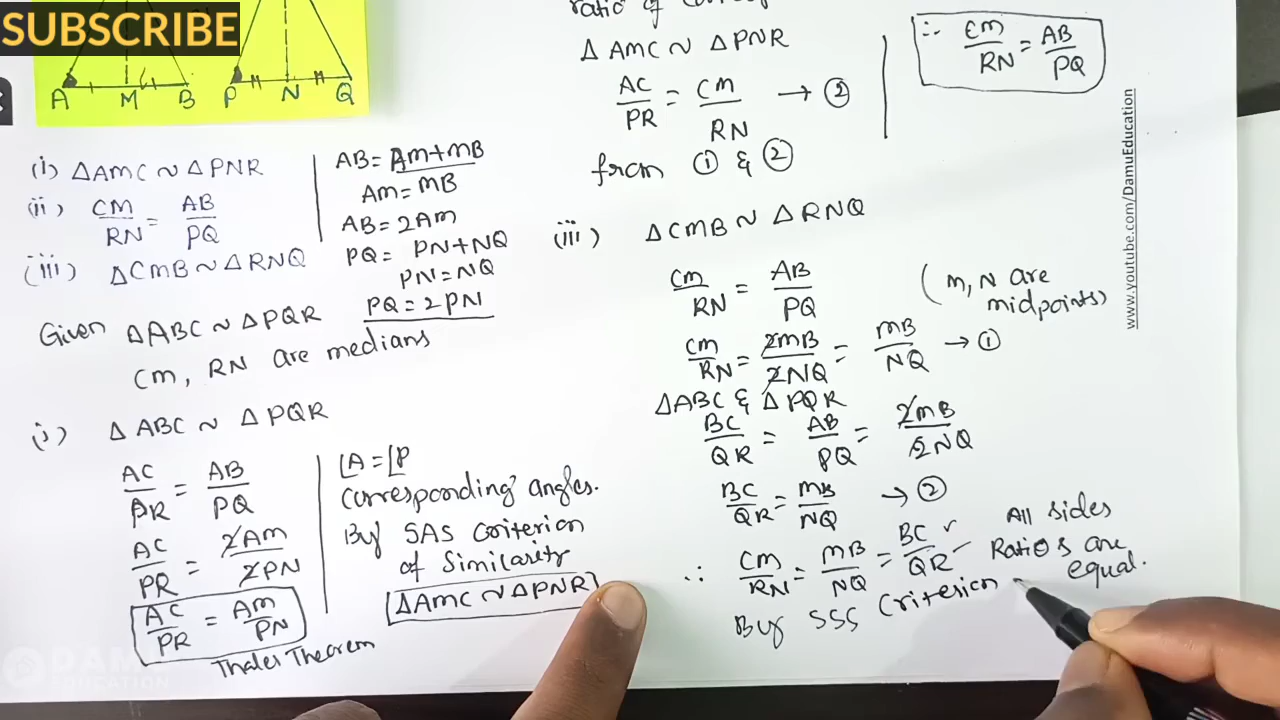 SUBSCRIBE
A M B P N Q
(i) ΔAMC ~ ΔPNR
(ii) CM/RN = AB/PQ
(iii) ΔCMB ~ ΔRNQ
AB = AM+MB
AM = MB
AB = 2AM
PQ = PN+NQ
PN = NQ
PQ = 2PN
Given ΔABC ~ ΔPQR
CM, RN are medians
(i) ΔABC ~ ΔPQR
AC/PR = AB/PQ
AC/PR = 2AM/2PN
AC/PR = AM/PN
Thales Theorem
∠A = ∠P
Corresponding angles.
By SAS Criterion
of Similarity
ΔAMC ~ ΔPNR
ratio of
ΔAMC ~ ΔPNR
AC/PR = CM/RN → ②
from ① & ②
∴ CM/RN = AB/PQ
(iii) ΔCMB ~ ΔRNQ
CM/RN = AB/PQ
(M, N are
midpoints)
CM/RN = 2MB/2NQ = MB/NQ → ①
ΔABC & ΔPQR
BC/QR = AB/PQ = 2MB/2NQ
BC/QR = MB/NQ → ②
∴ CM/RN = MB/NQ = BC/QR
All sides
Ratios are
equal.
By SSS Criterion
www.youtube.com/DamuEducation
EDUCATION